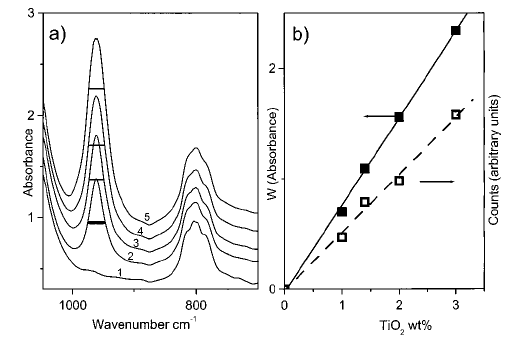 a)
3
2
1
Absorbance
5
4
3
2
1
1000
800
Wavenumber cm⁻¹
b)
2
0
W (Absorbance)
Counts (arbitrary units)
0
1
2
3
TiO₂ wt%